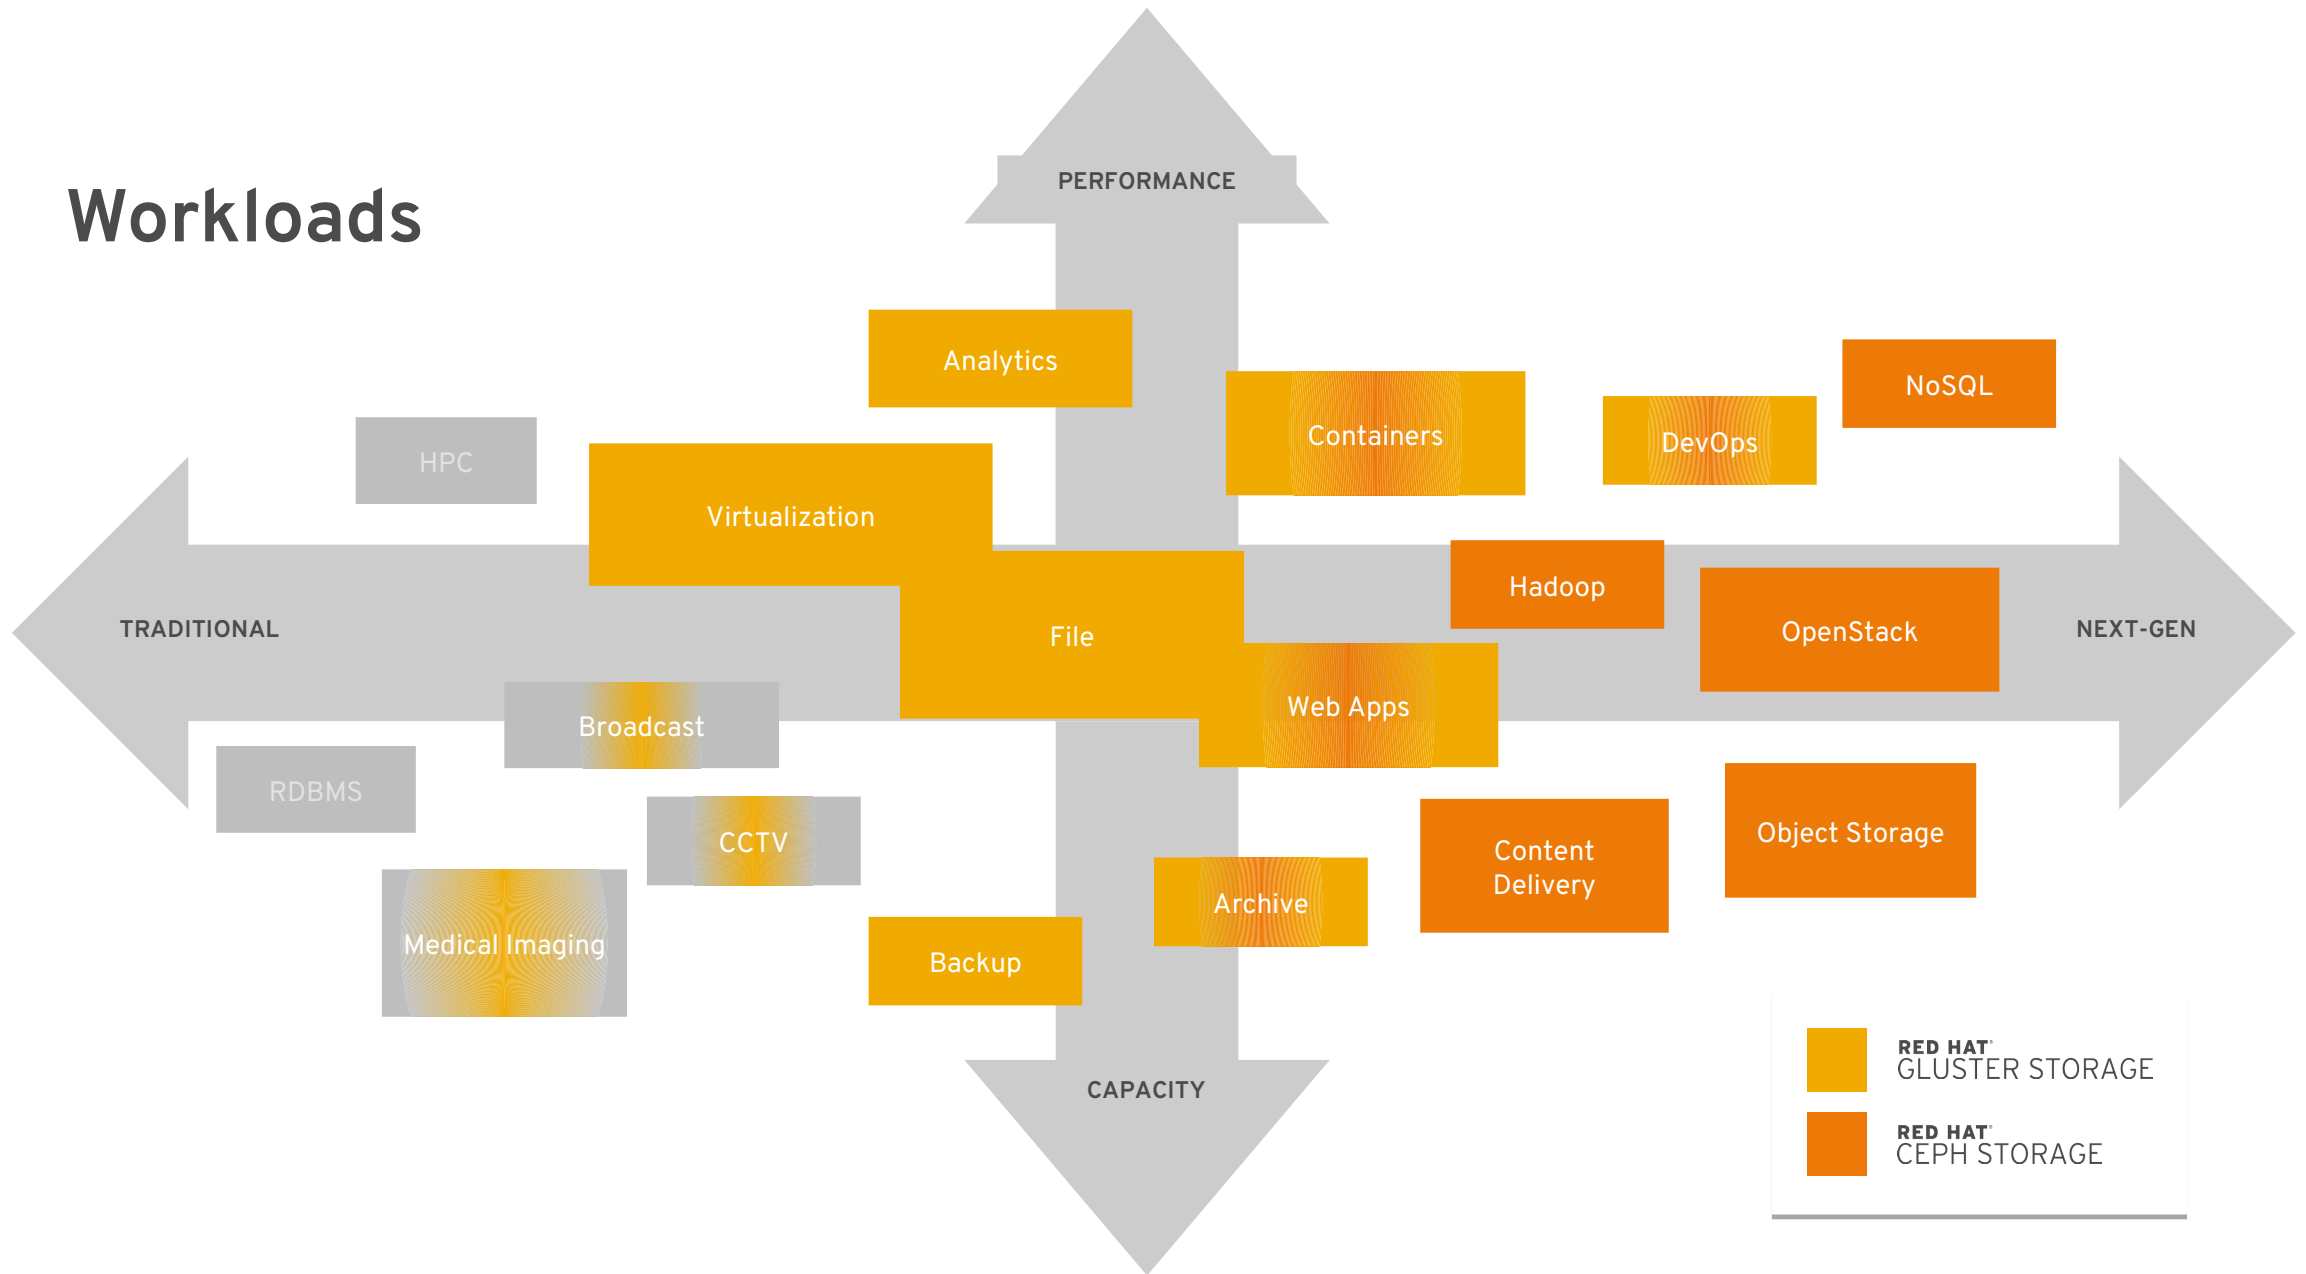 PERFORMANCE
Workloads
Analytics
NoSQL
Containers
DevOps
HPC
Virtualization
Hadoop
TRADITIONAL
File
OpenStack
NEXT-GEN
Web Apps
Broadcast
RDBMS
CCTV
Content
Delivery
Object Storage
Archive
Medical Imaging
Backup
CAPACITY
RED HAT®
GLUSTER STORAGE
RED HAT®
CEPH STORAGE